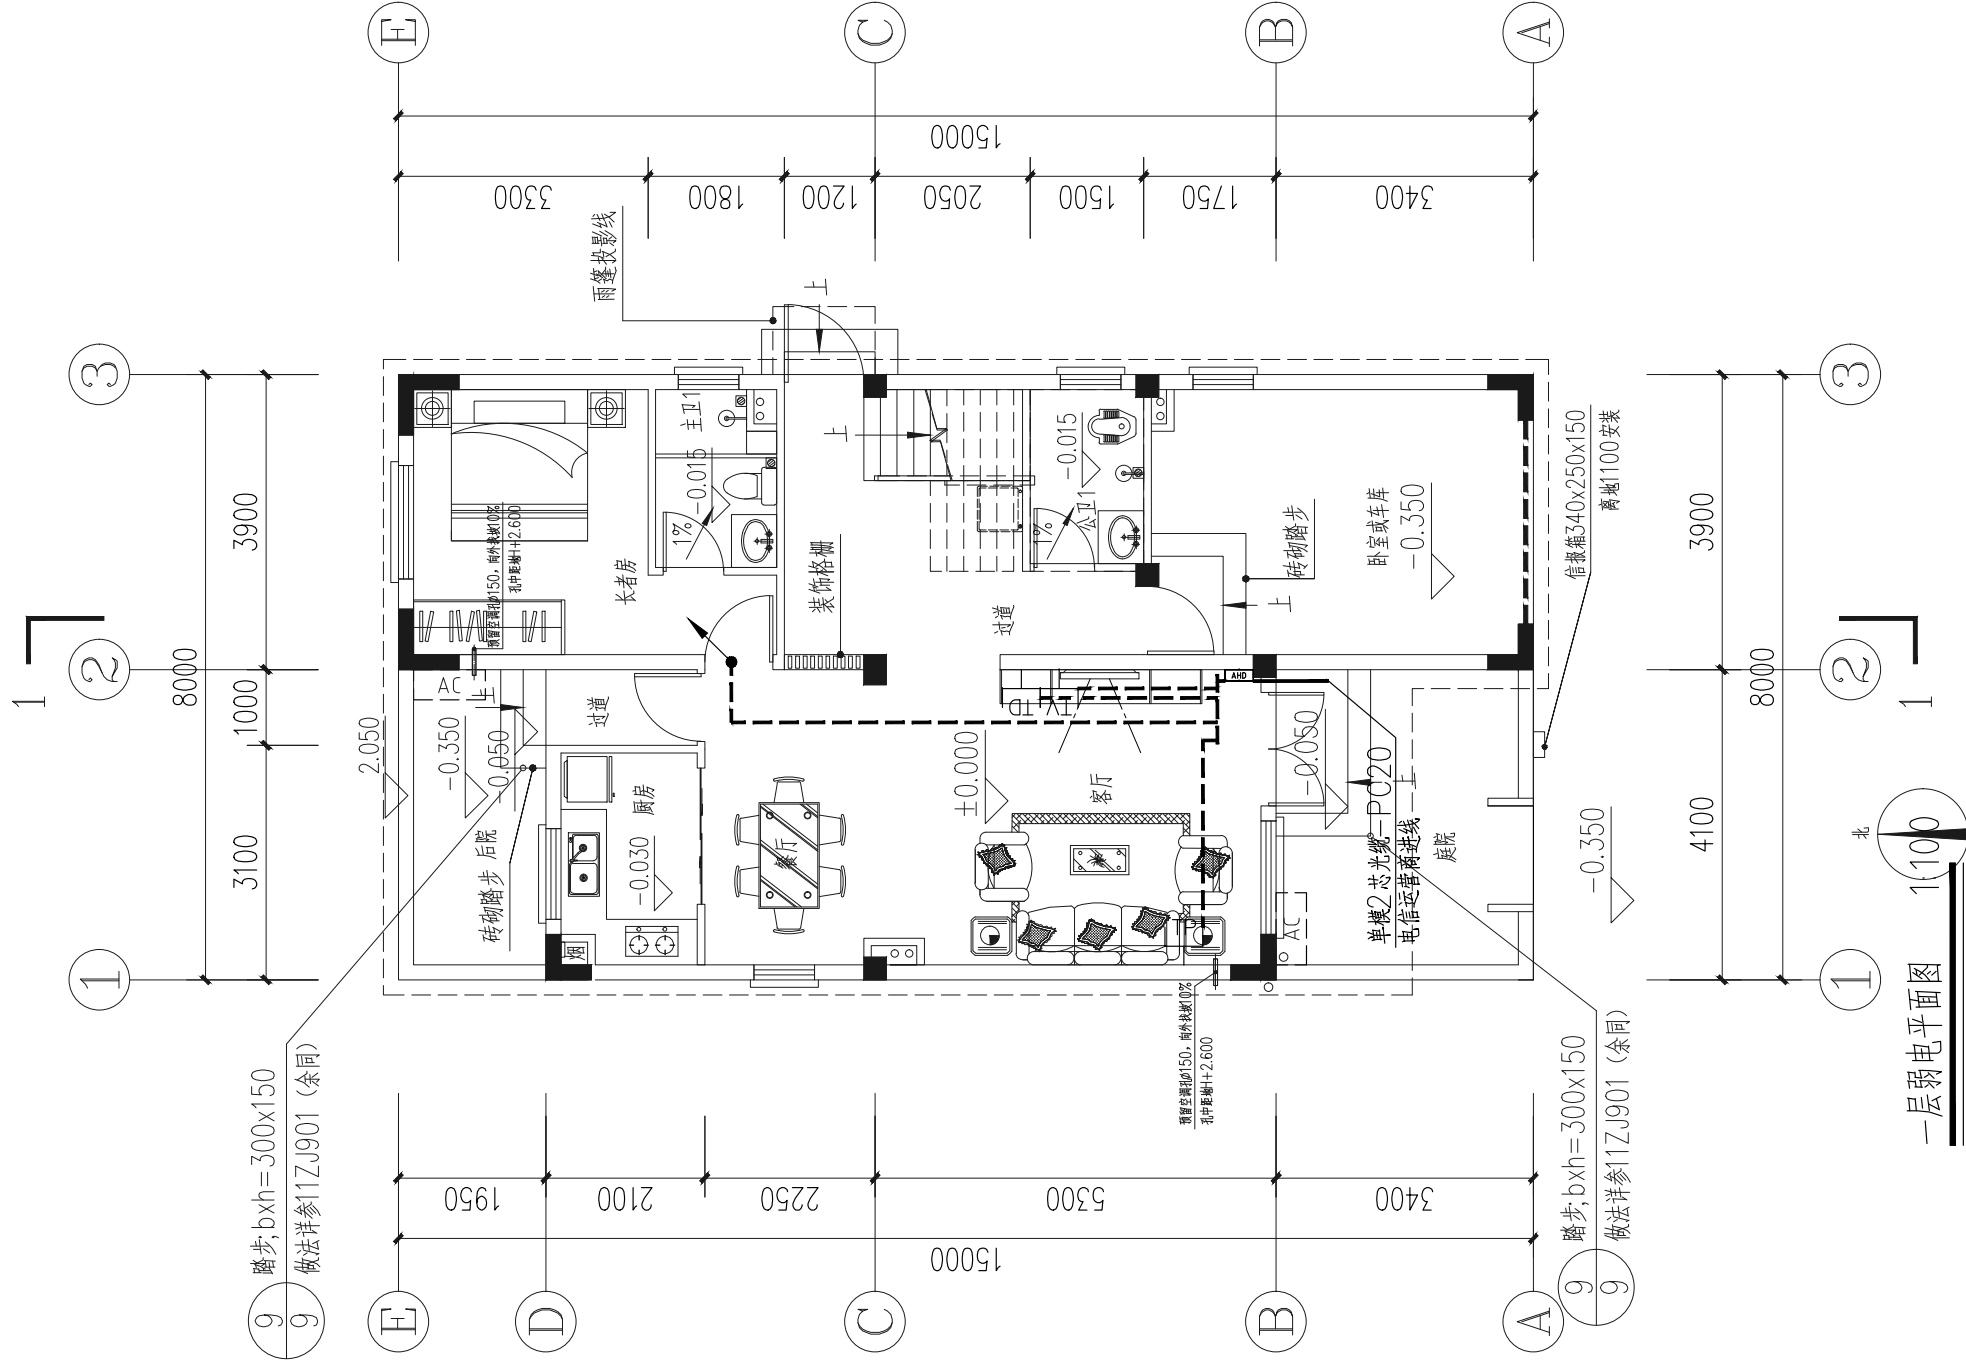 一层弱电平面图 1:100
北
1
1
E
C
B
A
15000
3300
1800
1200
2050
1500
1750
3400
雨篷投影线
上
3
2
1
8000
3900
1000
3100
2.050
-0.350
-0.050
AC
上
预留空调孔Ø150，向外找坡10%
孔中距地H+2.600
长者房
主卫1
-0.015
1%
装饰格栅
上
过道
-0.015
公卫1
1%
砖砌踏步
上
卧室或车库
-0.350
信报箱340x250x150
离地1100安装
过道
厨房
-0.030
烟
砖砌踏步 后院
餐厅
±0.000
客厅
TV
TD
TP
AHD
-0.050
上
单模2芯光缆-PC20
电信运营商进线
庭院
AC
-0.350
预留空调孔Ø150，向外找坡10%
孔中距地H+2.600
3
2
1
3900
4100
8000
踏步;bxh=300x150
做法详参11ZJ901（余同）
9
9
踏步;bxh=300x150
做法详参11ZJ901（余同）
9
9
1950
2100
2250
5300
3400
15000
E
D
C
B
A